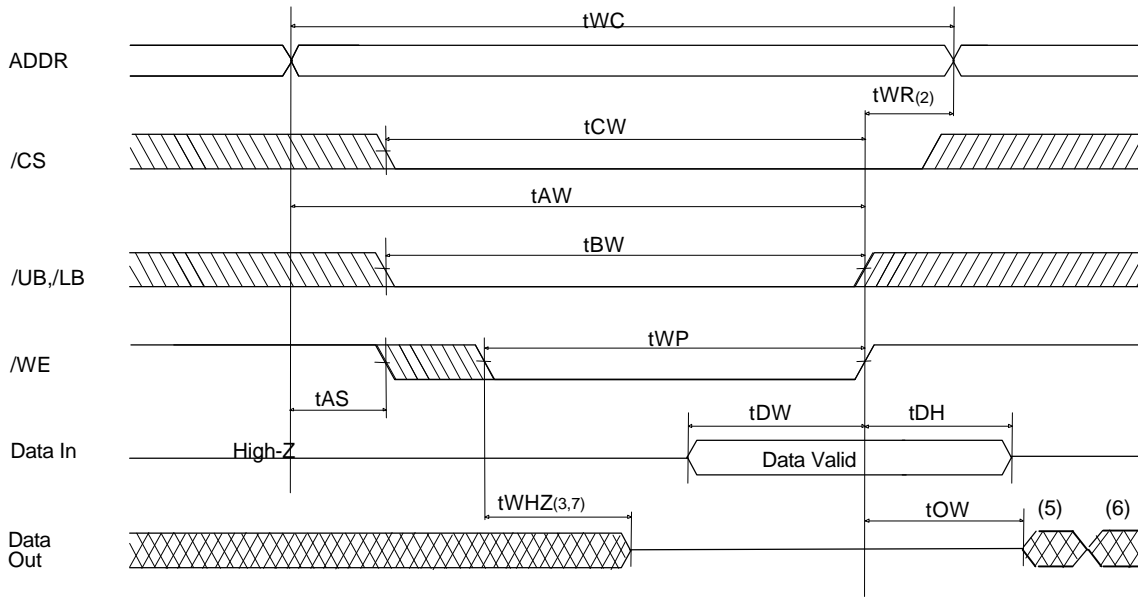 tWC
ADDR
tWR(2)
tCW
/CS
tAW
tBW
/UB,/LB
tWP
/WE
tAS
tDW
tDH
Data In
High-Z
Data Valid
tWHZ(3,7)
tOW
(5)
(6)
Data
Out